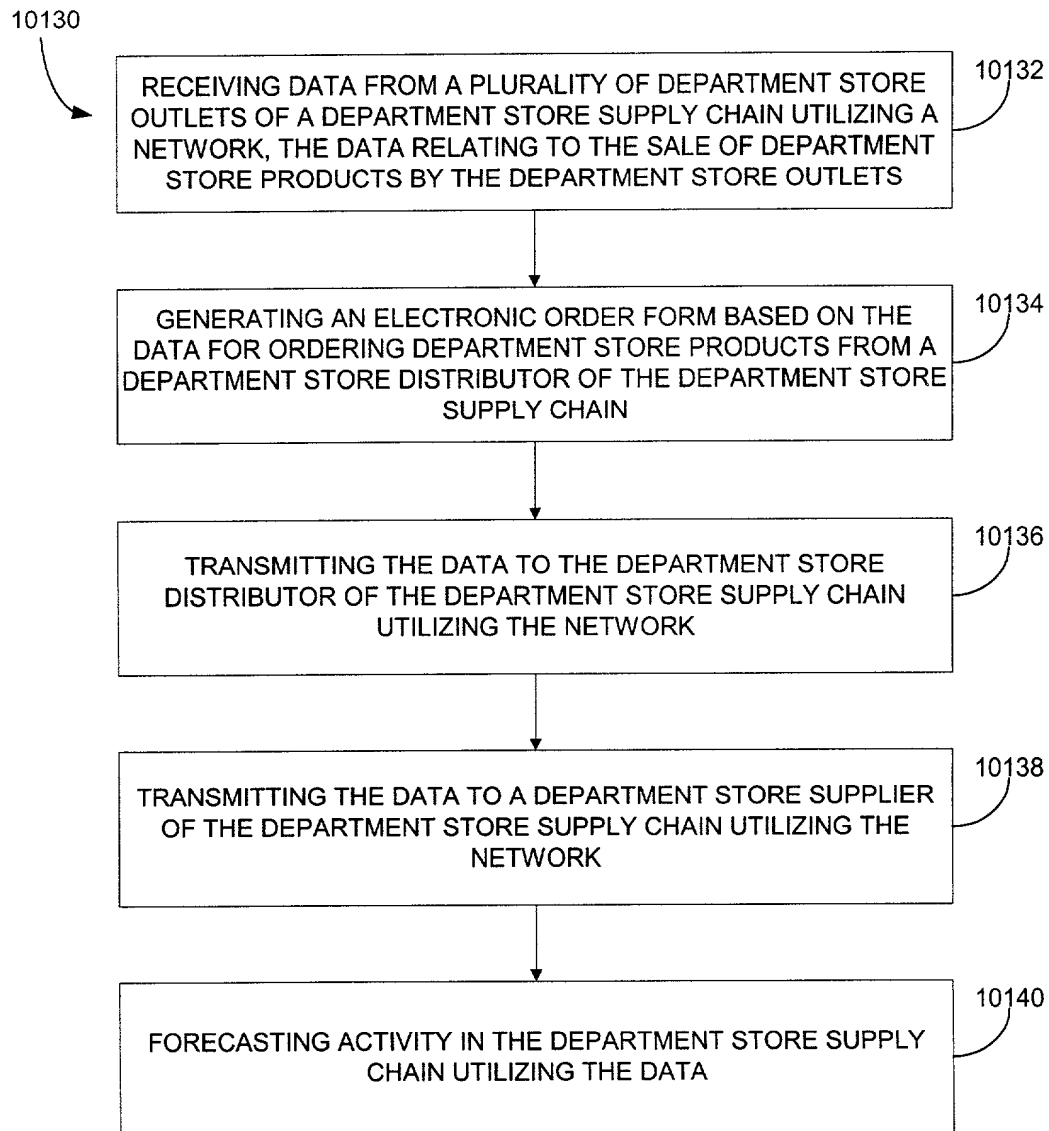 10130
RECEIVING DATA FROM A PLURALITY OF DEPARTMENT STORE
OUTLETS OF A DEPARTMENT STORE SUPPLY CHAIN UTILIZING A
NETWORK, THE DATA RELATING TO THE SALE OF DEPARTMENT
STORE PRODUCTS BY THE DEPARTMENT STORE OUTLETS
10132
GENERATING AN ELECTRONIC ORDER FORM BASED ON THE
DATA FOR ORDERING DEPARTMENT STORE PRODUCTS FROM A
DEPARTMENT STORE DISTRIBUTOR OF THE DEPARTMENT STORE
SUPPLY CHAIN
10134
TRANSMITTING THE DATA TO THE DEPARTMENT STORE
DISTRIBUTOR OF THE DEPARTMENT STORE SUPPLY CHAIN
UTILIZING THE NETWORK
10136
TRANSMITTING THE DATA TO A DEPARTMENT STORE SUPPLIER
OF THE DEPARTMENT STORE SUPPLY CHAIN UTILIZING THE
NETWORK
10138
FORECASTING ACTIVITY IN THE DEPARTMENT STORE SUPPLY
CHAIN UTILIZING THE DATA
10140